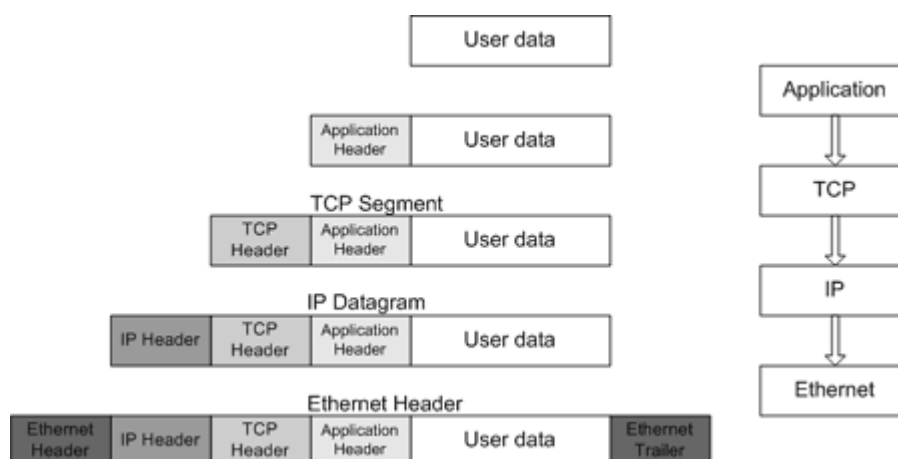 User data
Application
Application
Header
User data
TCP Segment
TCP
Header
Application
Header
User data
TCP
IP Datagram
IP Header
TCP
Header
Application
Header
User data
IP
Ethernet Header
Ethernet
Header
IP Header
TCP
Header
Application
Header
User data
Ethernet
Trailer
Ethernet